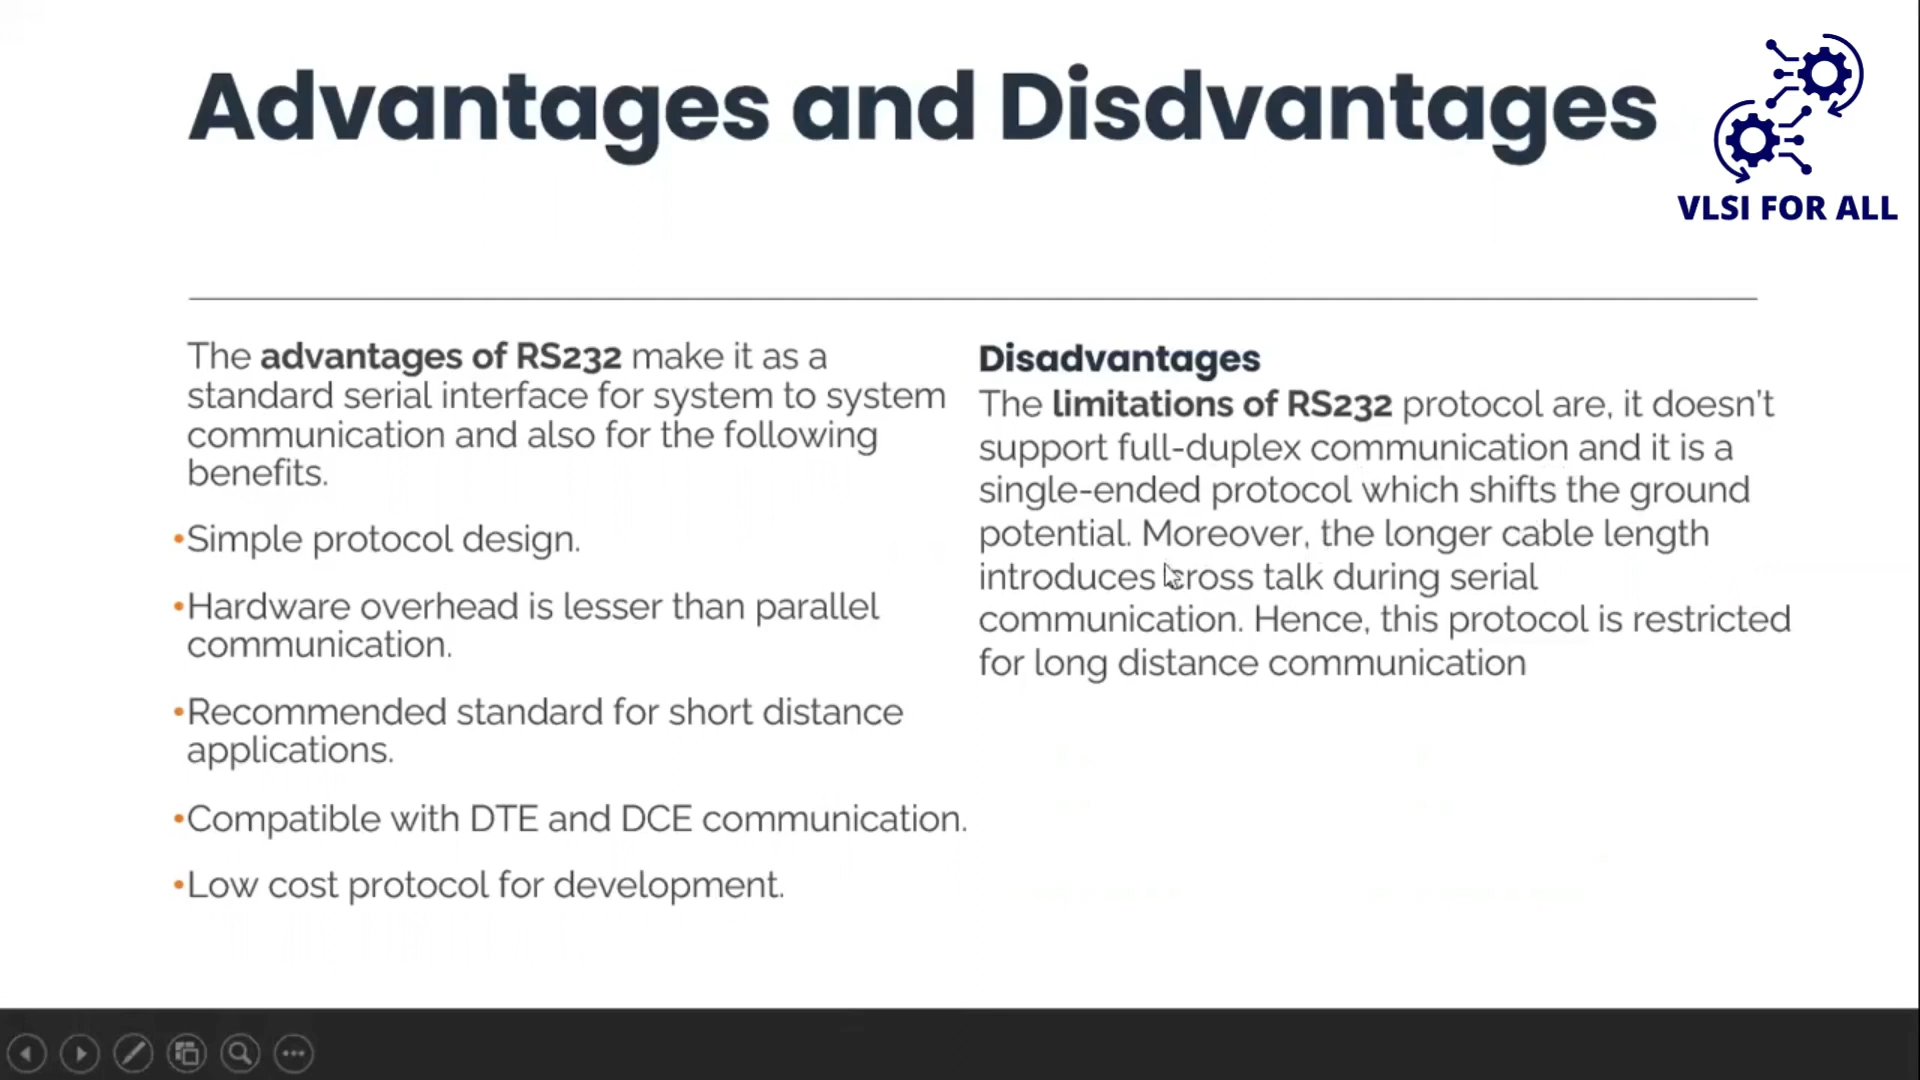 Advantages and Disdvantages
VLSI FOR ALL
The advantages of RS232 make it as a
standard serial interface for system to system
communication and also for the following
benefits.
•Simple protocol design.
•Hardware overhead is lesser than parallel
communication.
•Recommended standard for short distance
applications.
•Compatible with DTE and DCE communication.
•Low cost protocol for development.
Disadvantages
The limitations of RS232 protocol are, it doesn't
support full-duplex communication and it is a
single-ended protocol which shifts the ground
potential. Moreover, the longer cable length
introduces cross talk during serial
communication. Hence, this protocol is restricted
for long distance communication